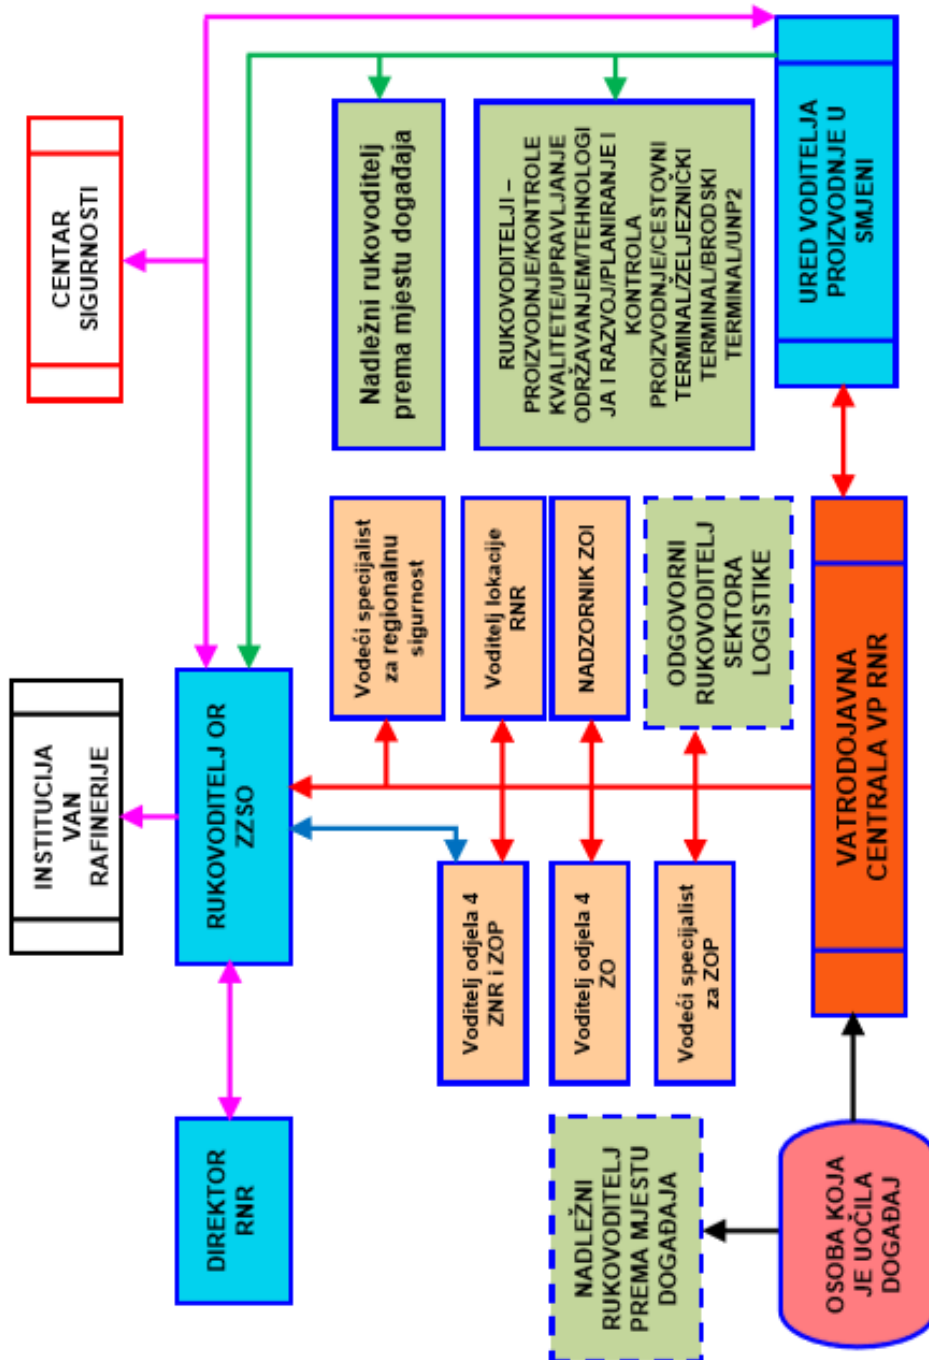 INSTITUCIJA
VAN
RAFINERIJE
CENTAR
SIGURNOSTI
DIREKTOR
RNR
RUKOVODITELJ OR
ZZSO
Vodeći specijalist
za regionalnu
sigurnost
Nadležni rukovoditelj
prema mjestu događaja
Voditelj odjela 4
ZNR i ZOP
Voditelj lokacije
RNR
RUKOVODITELJI –
PROIZVODNJE/KONTROLE
KVALITETE/UPRAVLJANJE
ODRŽAVANJEM/TEHNOLOGI
JA I RAZVOJ/PLANIRANJE I
KONTROLA
PROIZVODNJE/CESTOVNI
TERMINAL/ŽELJEZNIČKI
TERMINAL/BRODSKI
TERMINAL/UNP2
Voditelj odjela 4
ZO
NADZORNIK ZOI
NADLEŽNI
RUKOVODITELJ
PREMA MJESTU
DOGAĐAJA
Vodeći specijalist
za ZOP
ODGOVORNI
RUKOVODITELJ
SEKTORA
LOGISTIKE
OSOBA KOJA
JE UOČILA
DOGAĐAJ
VATRODOJAVNA
CENTRALA VP RNR
URED VODITELJA
PROIZVODNJE U
SMJENI